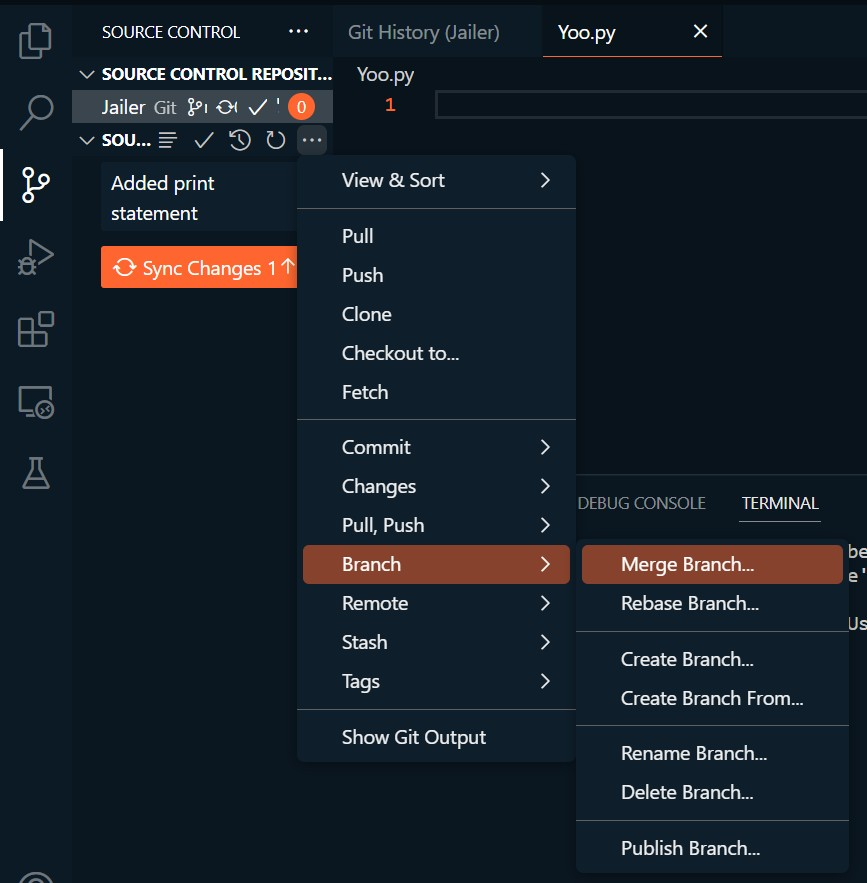 SOURCE CONTROL
Git History (Jailer)
Yoo.py
SOURCE CONTROL REPOSIT...
Yoo.py
Jailer Git 0
1
SOU...
Added print
statement
Sync Changes 1↑
View & Sort
Pull
Push
Clone
Checkout to...
Fetch
Commit
Changes
Pull, Push
Branch
Remote
Stash
Tags
Show Git Output
DEBUG CONSOLE
TERMINAL
be
e'
Us
Merge Branch...
Rebase Branch...
Create Branch...
Create Branch From...
Rename Branch...
Delete Branch...
Publish Branch...